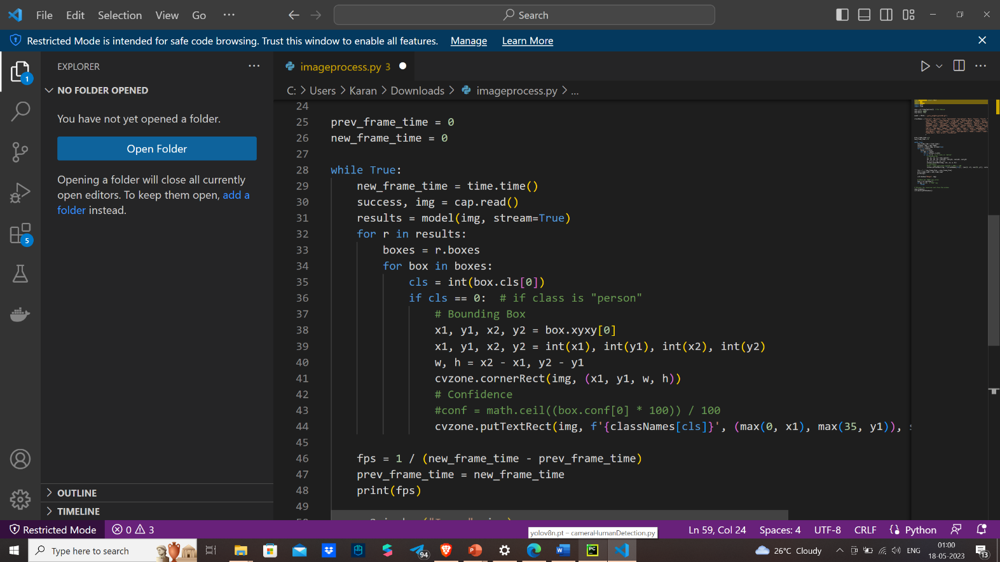 File Edit Selection View Go ···
Search
Restricted Mode is intended for safe code browsing. Trust this window to enable all features. Manage Learn More
EXPLORER
NO FOLDER OPENED
You have not yet opened a folder.
Open Folder
Opening a folder will close all currently
open editors. To keep them open, add a
folder instead.
OUTLINE
TIMELINE
1
5
imageprocess.py 3
C: > Users > Karan > Downloads > imageprocess.py > ...
24
25 prev_frame_time = 0
26 new_frame_time = 0
27
28 while True:
29 new_frame_time = time.time()
30 success, img = cap.read()
31 results = model(img, stream=True)
32 for r in results:
33 boxes = r.boxes
34 for box in boxes:
35 cls = int(box.cls[0])
36 if cls == 0: # if class is "person"
37 # Bounding Box
38 x1, y1, x2, y2 = box.xyxy[0]
39 x1, y1, x2, y2 = int(x1), int(y1), int(x2), int(y2)
40 w, h = x2 - x1, y2 - y1
41 cvzone.cornerRect(img, (x1, y1, w, h))
42 # Confidence
43 #conf = math.ceil((box.conf[0] * 100)) / 100
44 cvzone.putTextRect(img, f'{classNames[cls]}', (max(0, x1), max(35, y1)),
45
46 fps = 1 / (new_frame_time - prev_frame_time)
47 prev_frame_time = new_frame_time
48 print(fps)
49
Restricted Mode 0 3
yolov8n.pt – cameraHumanDetection.py
Ln 59, Col 24 Spaces: 4 UTF-8 CRLF Python
Type here to search
94
PC
26°C Cloudy
ENG
01:00
18-05-2023
13